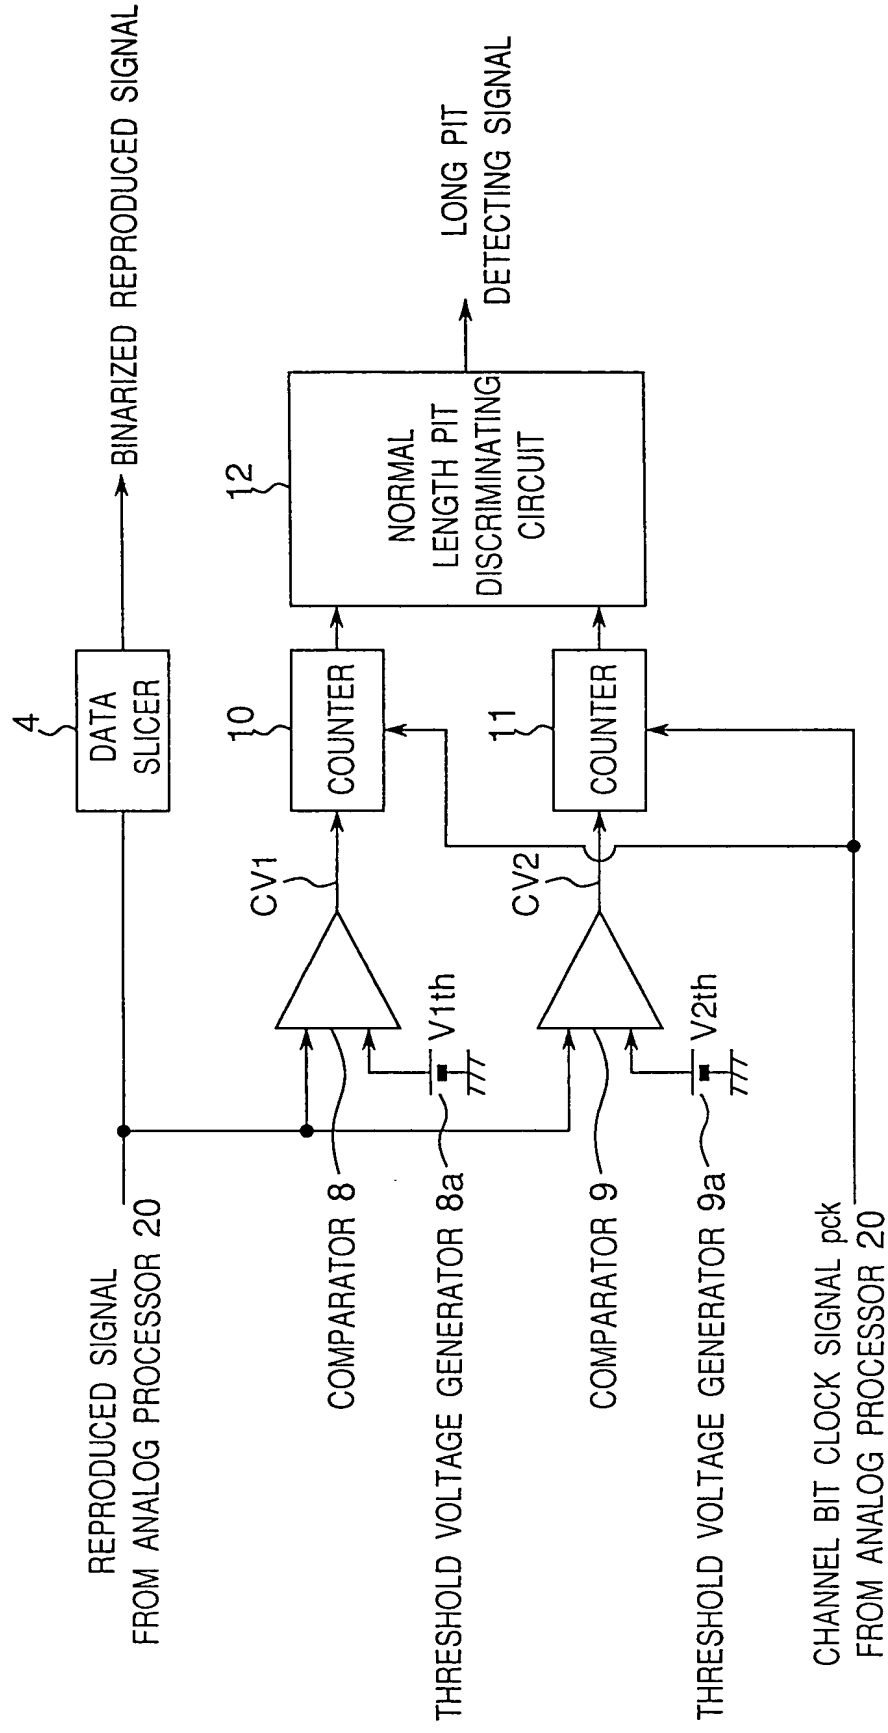 REPRODUCED SIGNAL
FROM ANALOG PROCESSOR 20
4
DATA
SLICER
BINARIZED REPRODUCED SIGNAL
COMPARATOR 8
CV1
10
COUNTER
12
NORMAL
LENGTH PIT
DISCRIMINATING
CIRCUIT
LONG PIT
DETECTING SIGNAL
THRESHOLD VOLTAGE GENERATOR 8a
V1th
COMPARATOR 9
CV2
11
COUNTER
THRESHOLD VOLTAGE GENERATOR 9a
V2th
CHANNEL BIT CLOCK SIGNAL pck
FROM ANALOG PROCESSOR 20